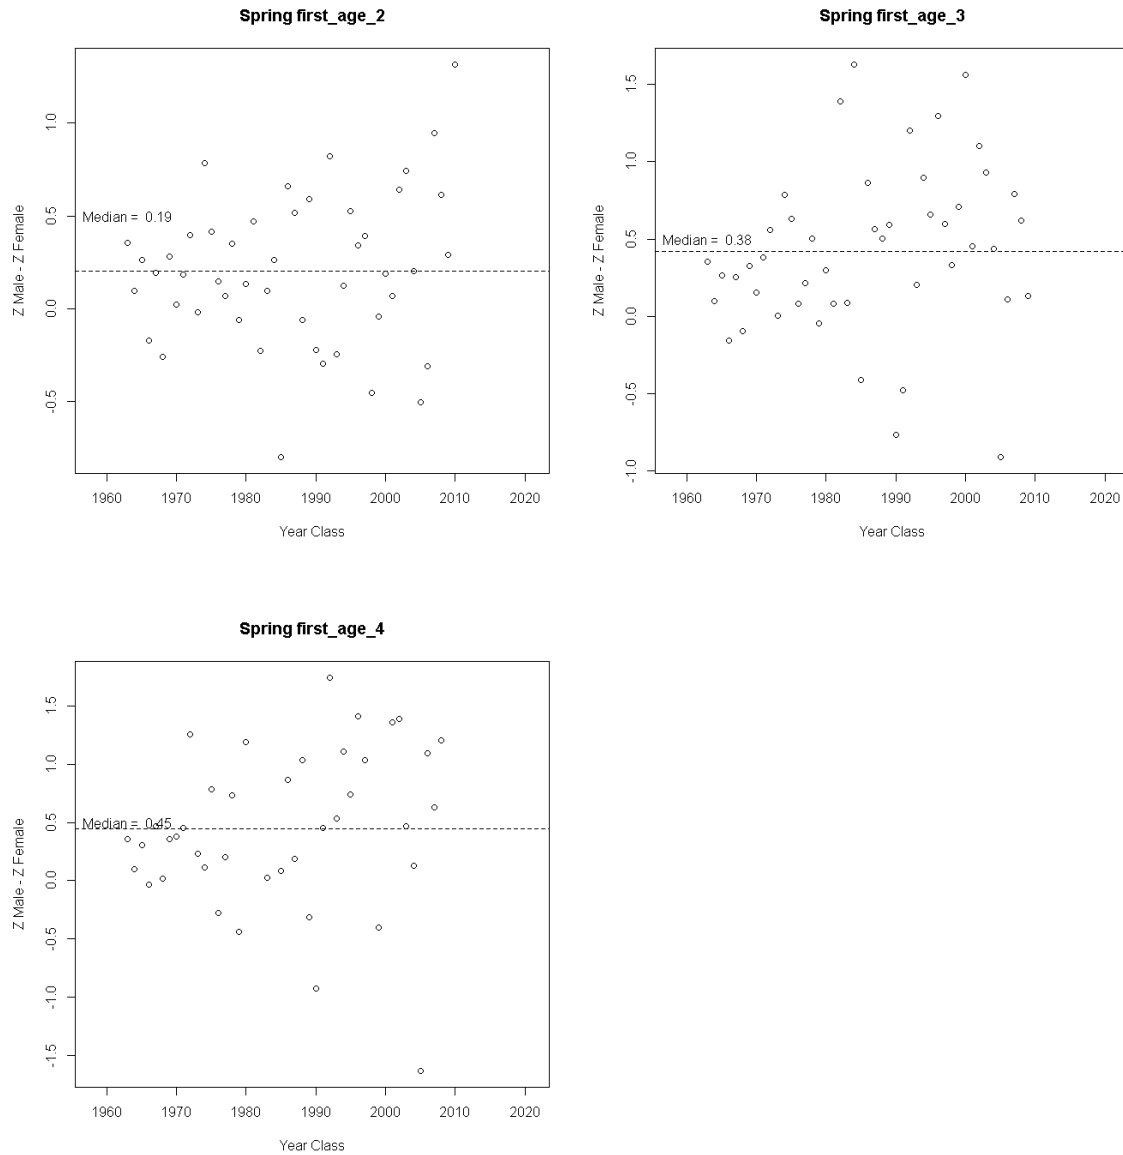 Spring first_age_2
Z Male - Z Female
1.0
0.5
0.0
-0.5
Median = 0.19
1960 1970 1980 1990 2000 2010 2020
Year Class
Spring first_age_3
Z Male - Z Female
1.5
1.0
0.5
0.0
-0.5
-1.0
Median = 0.38
1960 1970 1980 1990 2000 2010 2020
Year Class
Spring first_age_4
Z Male - Z Female
1.5
1.0
0.5
0.0
-0.5
-1.0
-1.5
Median = 0.45
1960 1970 1980 1990 2000 2010 2020
Year Class